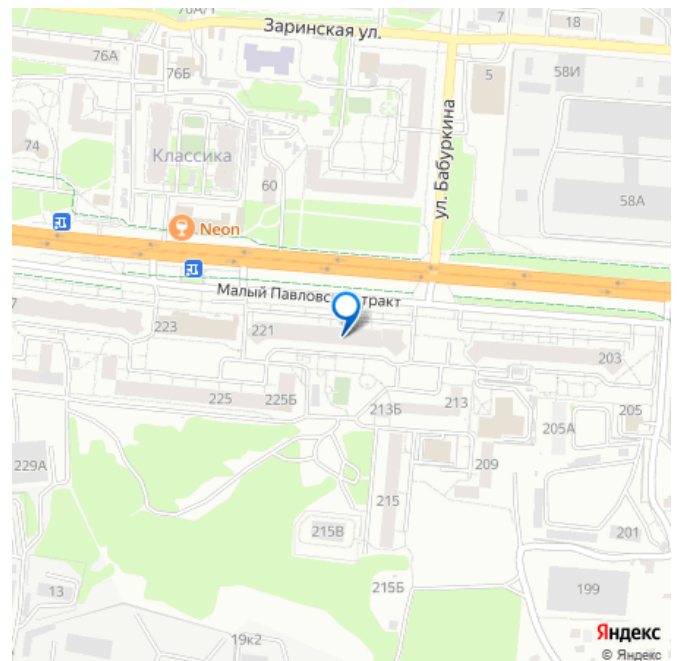 Заринская ул.
7
18
76А
76Б
5
58И
74
Классика
ул. Бабуркина
60
58А
Neon
Малый Павловс
тракт
223
221
203
225
225Б
213Б
213
205
205А
229А
209
215
215В
201
13
215Б
199
19к2
Яндекс
© Яндекс